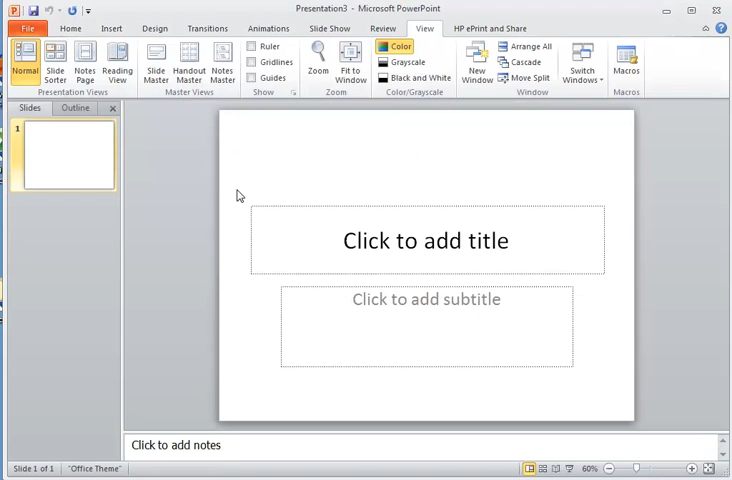 Presentation3 - Microsoft PowerPoint
File Home Insert Design Transitions Animations Slide Show Review View HP ePrint and Share
Normal Slide Sorter Notes Page Reading View Slide Master Handout Master Notes Master Ruler Gridlines Guides Zoom Fit to Window Color Grayscale Black and White New Window Arrange All Cascade Move Split Switch Windows Macros
Presentation Views Master Views Show Zoom Color/Grayscale Window Macros
Slides Outline
1
Click to add title
Click to add subtitle
Click to add notes
Slide 1 of 1 "Office Theme" 60%